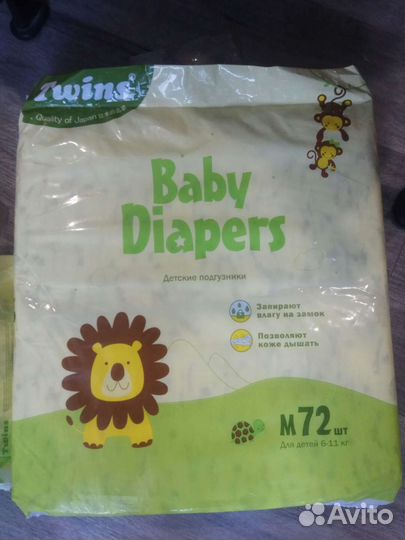 Twins
Quality of Japan
Baby
Diapers
Детские подгузники
Запирают
влагу на замок
Позволяют
коже дышать
M 72 шт
Для детей 6-11 кг
Twins
Avito